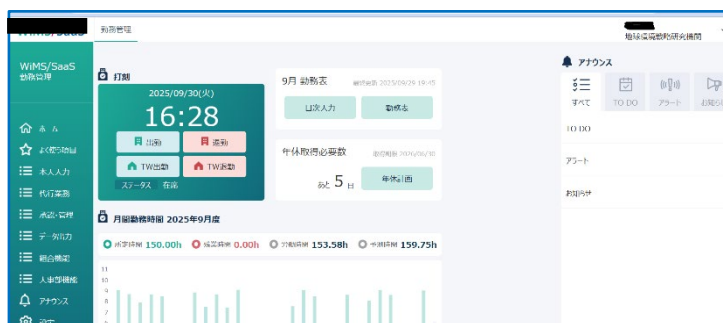 WiMS/SaaS
勤務管理
地球環境戦略研究機関
WiMS/SaaS
勤務管理
ホーム
よく使う項目
本人入力
代行業務
承認・管理
データ出力
組合機能
人事部機能
アナウンス
設定
打刻
2025/09/30(火)
16:28
出勤
退勤
TW出勤
TW退勤
ステータス 在席
9月 勤務表
最終更新 2025/09/29 19:45
日次入力
勤務表
年休取得必要数
取得期限 2026/06/30
あと 5 日
年休計画
月間勤務時間 2025年9月度
所定時間 150.00h
残業時間 0.00h
労働時間 153.58h
予測時間 159.75h
11
10
9
8
7
アナウンス
すべて
TO DO
アラート
お知らせ
TO DO
アラート
お知らせ